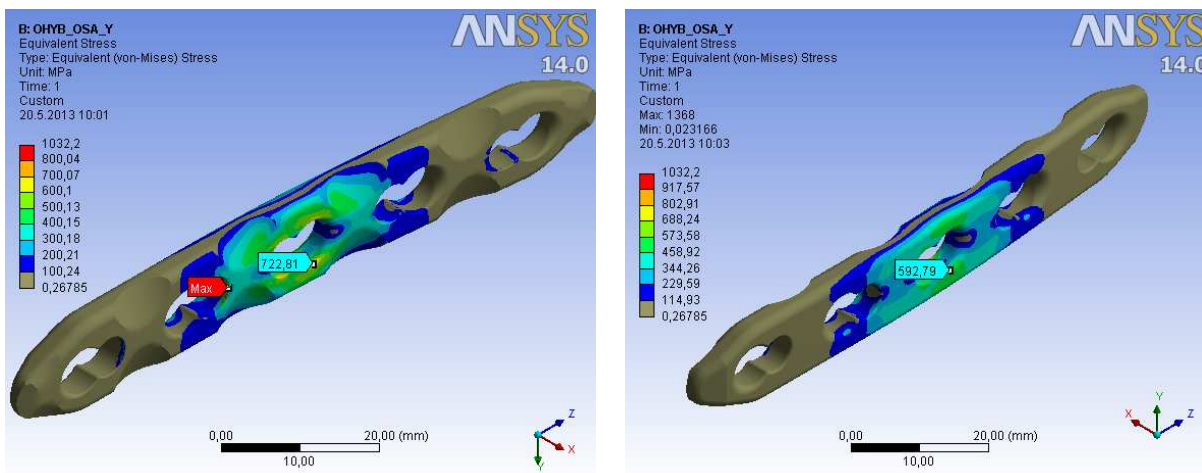 B: OHYB_OSA_Y
Equivalent Stress
Type: Equivalent (von-Mises) Stress
Unit: MPa
Time: 1
Custom
20.5.2013 10:01
ANSYS
14.0
1032,2
800,04
700,07
600,1
500,13
400,15
300,18
200,21
100,24
0,26785
722,81
Max
0,00
20,00 (mm)
10,00
Z
X
Y
B: OHYB_OSA_Y
Equivalent Stress
Type: Equivalent (von-Mises) Stress
Unit: MPa
Time: 1
Custom
Max: 1368
Min: 0,023166
20.5.2013 10:03
ANSYS
14.0
1032,2
917,57
802,91
688,24
573,58
458,92
344,26
229,59
114,93
0,26785
592,79
0,00
20,00 (mm)
10,00
Y
X
Z